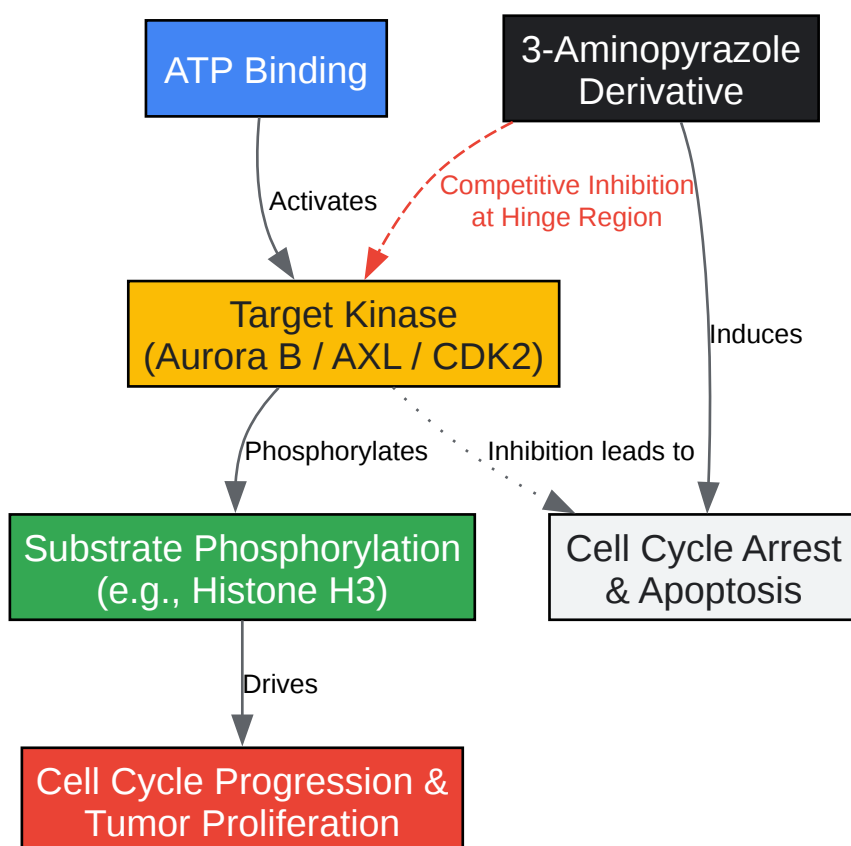 ATP Binding
3-Aminopyrazole
Derivative
Competitive Inhibition
at Hinge Region
Activates
Target Kinase
(Aurora B / AXL / CDK2)
Induces
Phosphorylates
Inhibition leads to
Substrate Phosphorylation
(e.g., Histone H3)
Cell Cycle Arrest
& Apoptosis
Drives
Cell Cycle Progression &
Tumor Proliferation